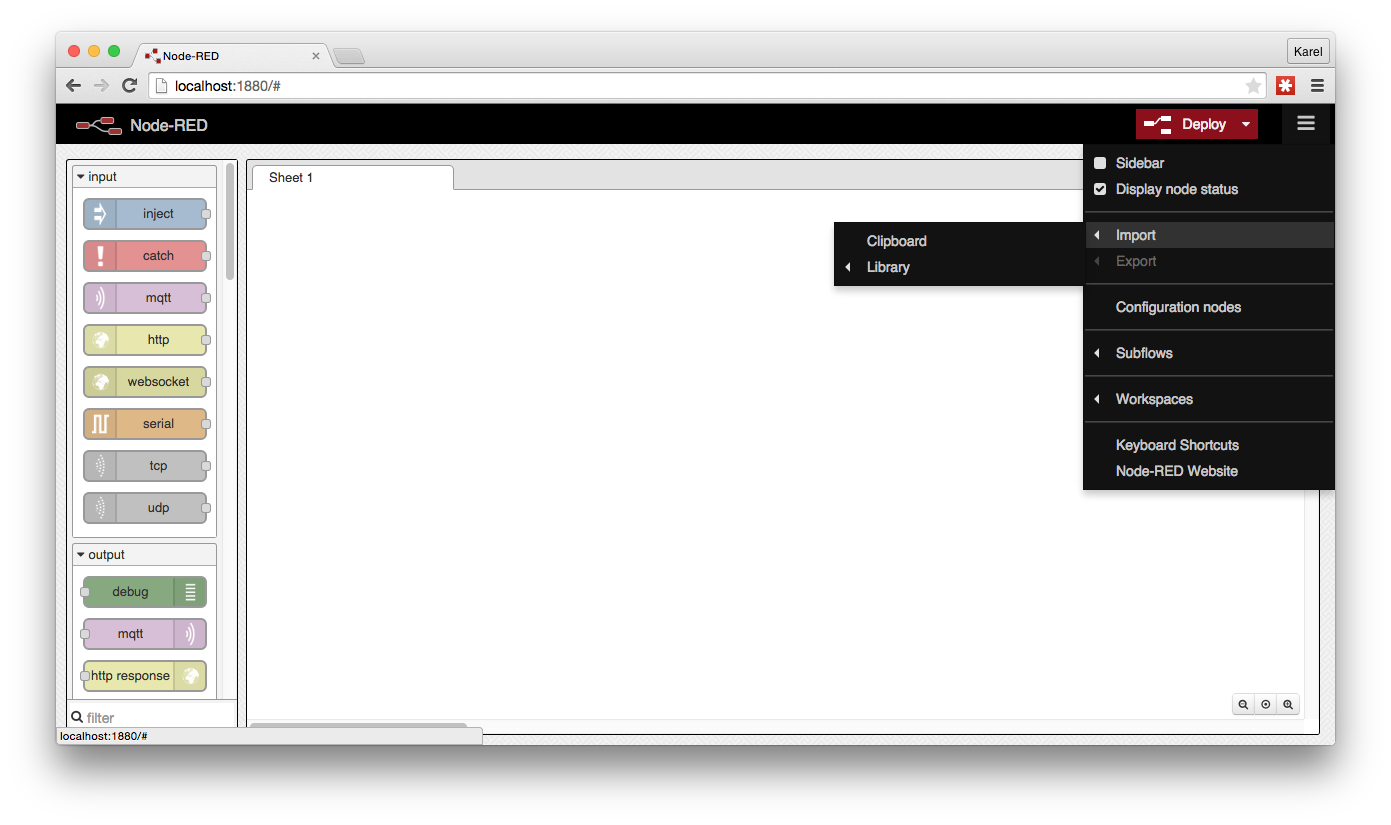 Node-RED
Karel
localhost:1880/#
Node-RED
Deploy
Sidebar
Display node status
Import
Export
Configuration nodes
Subflows
Workspaces
Keyboard Shortcuts
Node-RED Website
Clipboard
Library
Sheet 1
input
inject
catch
mqtt
http
websocket
serial
tcp
udp
output
debug
mqtt
http response
filter
localhost:1880/#